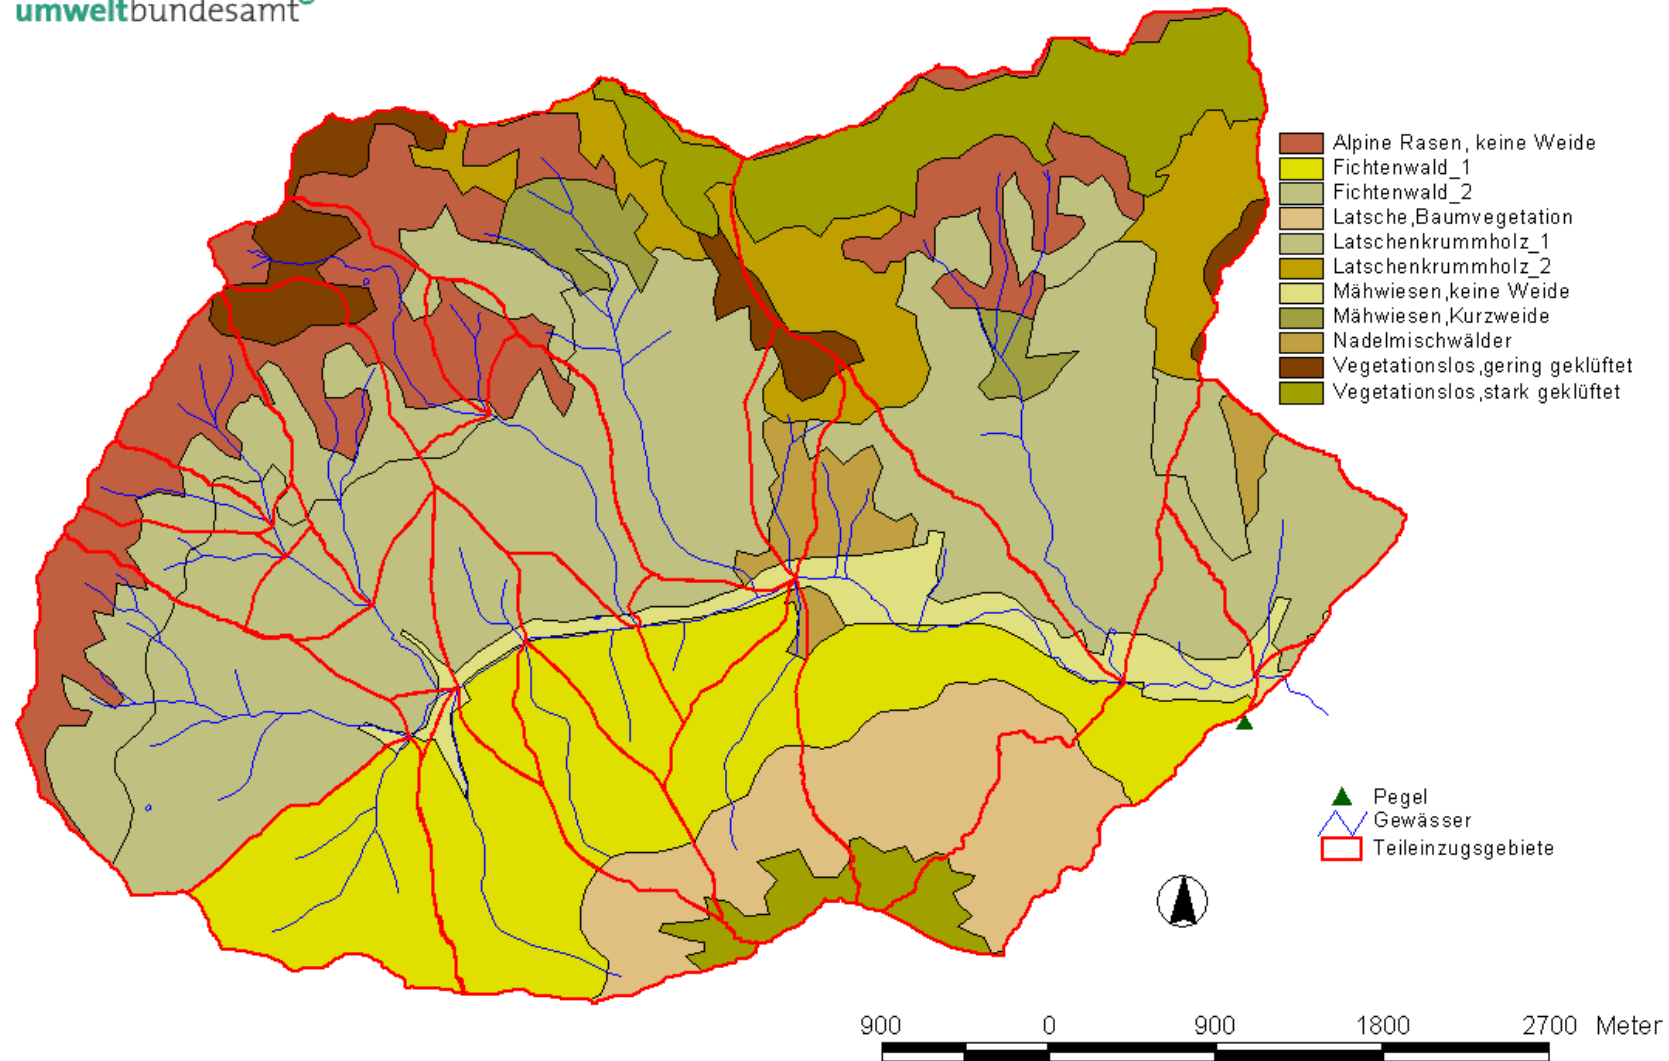 umweltbundesamt
Alpine Rasen, keine Weide
Fichtenwald_1
Fichtenwald_2
Latsche,Baumvegetation
Latschenkrummholz_1
Latschenkrummholz_2
Mähwiesen,keine Weide
Mähwiesen,Kurzweide
Nadelmischwälder
Vegetationslos,gering geklüftet
Vegetationslos,stark geklüftet
Pegel
Gewässer
Teileinzugsgebiete
900 0 900 1800 2700 Meter